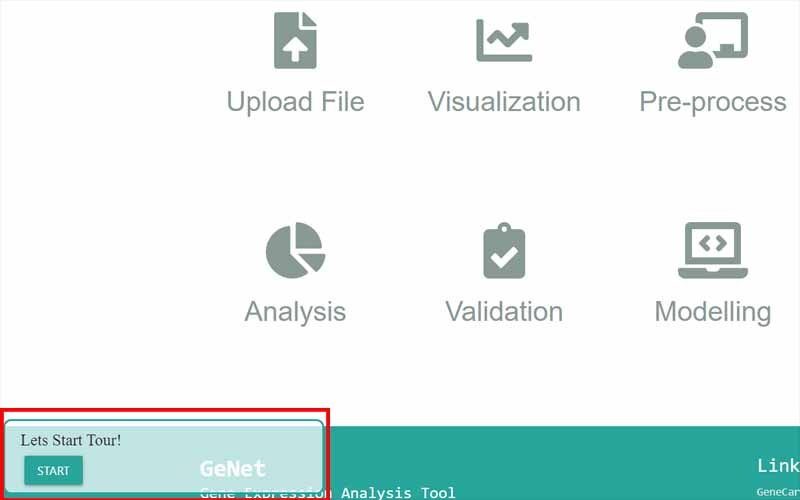 Upload File
Visualization
Pre-process
Analysis
Validation
Modelling
Lets Start Tour!
START
GeNet
Gene Expression Analysis Tool
Link
GeneCar